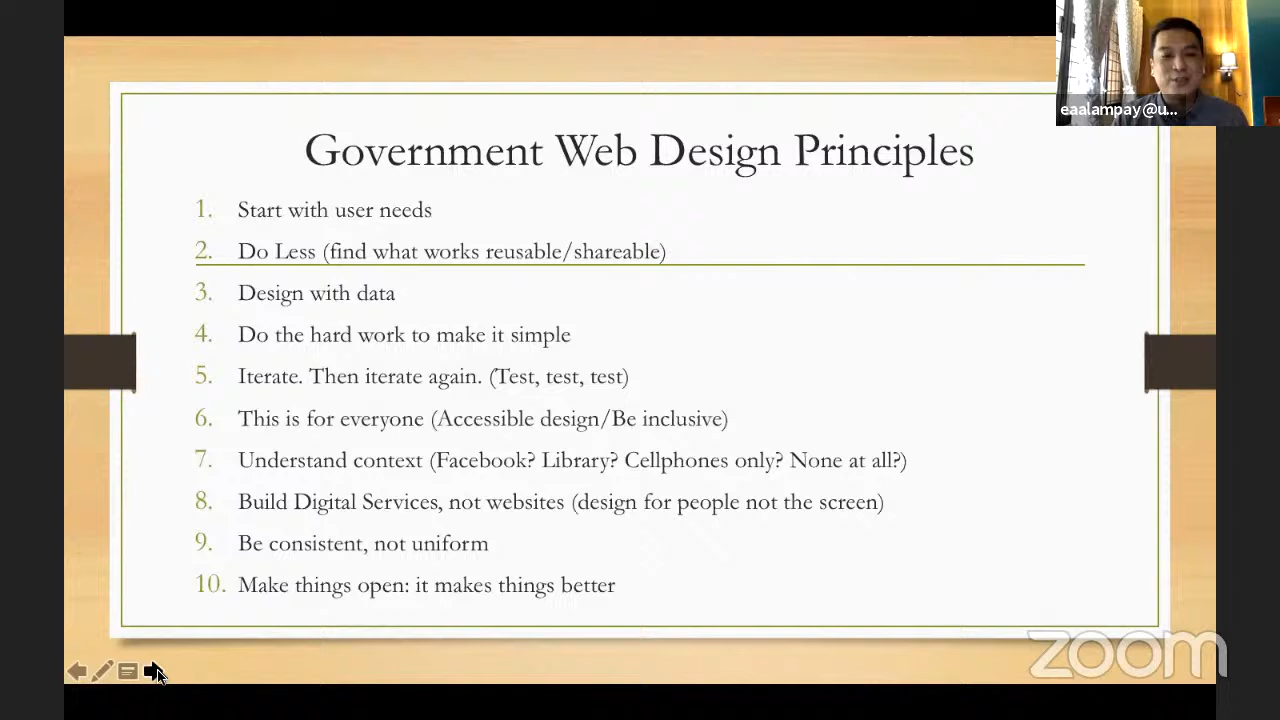 eaalampay@u...
Government Web Design Principles
1. Start with user needs
2. Do Less (find what works reusable/shareable)
3. Design with data
4. Do the hard work to make it simple
5. Iterate. Then iterate again. (Test, test, test)
6. This is for everyone (Accessible design/Be inclusive)
7. Understand context (Facebook? Library? Cellphones only? None at all?)
8. Build Digital Services, not websites (design for people not the screen)
9. Be consistent, not uniform
10. Make things open: it makes things better
zoom